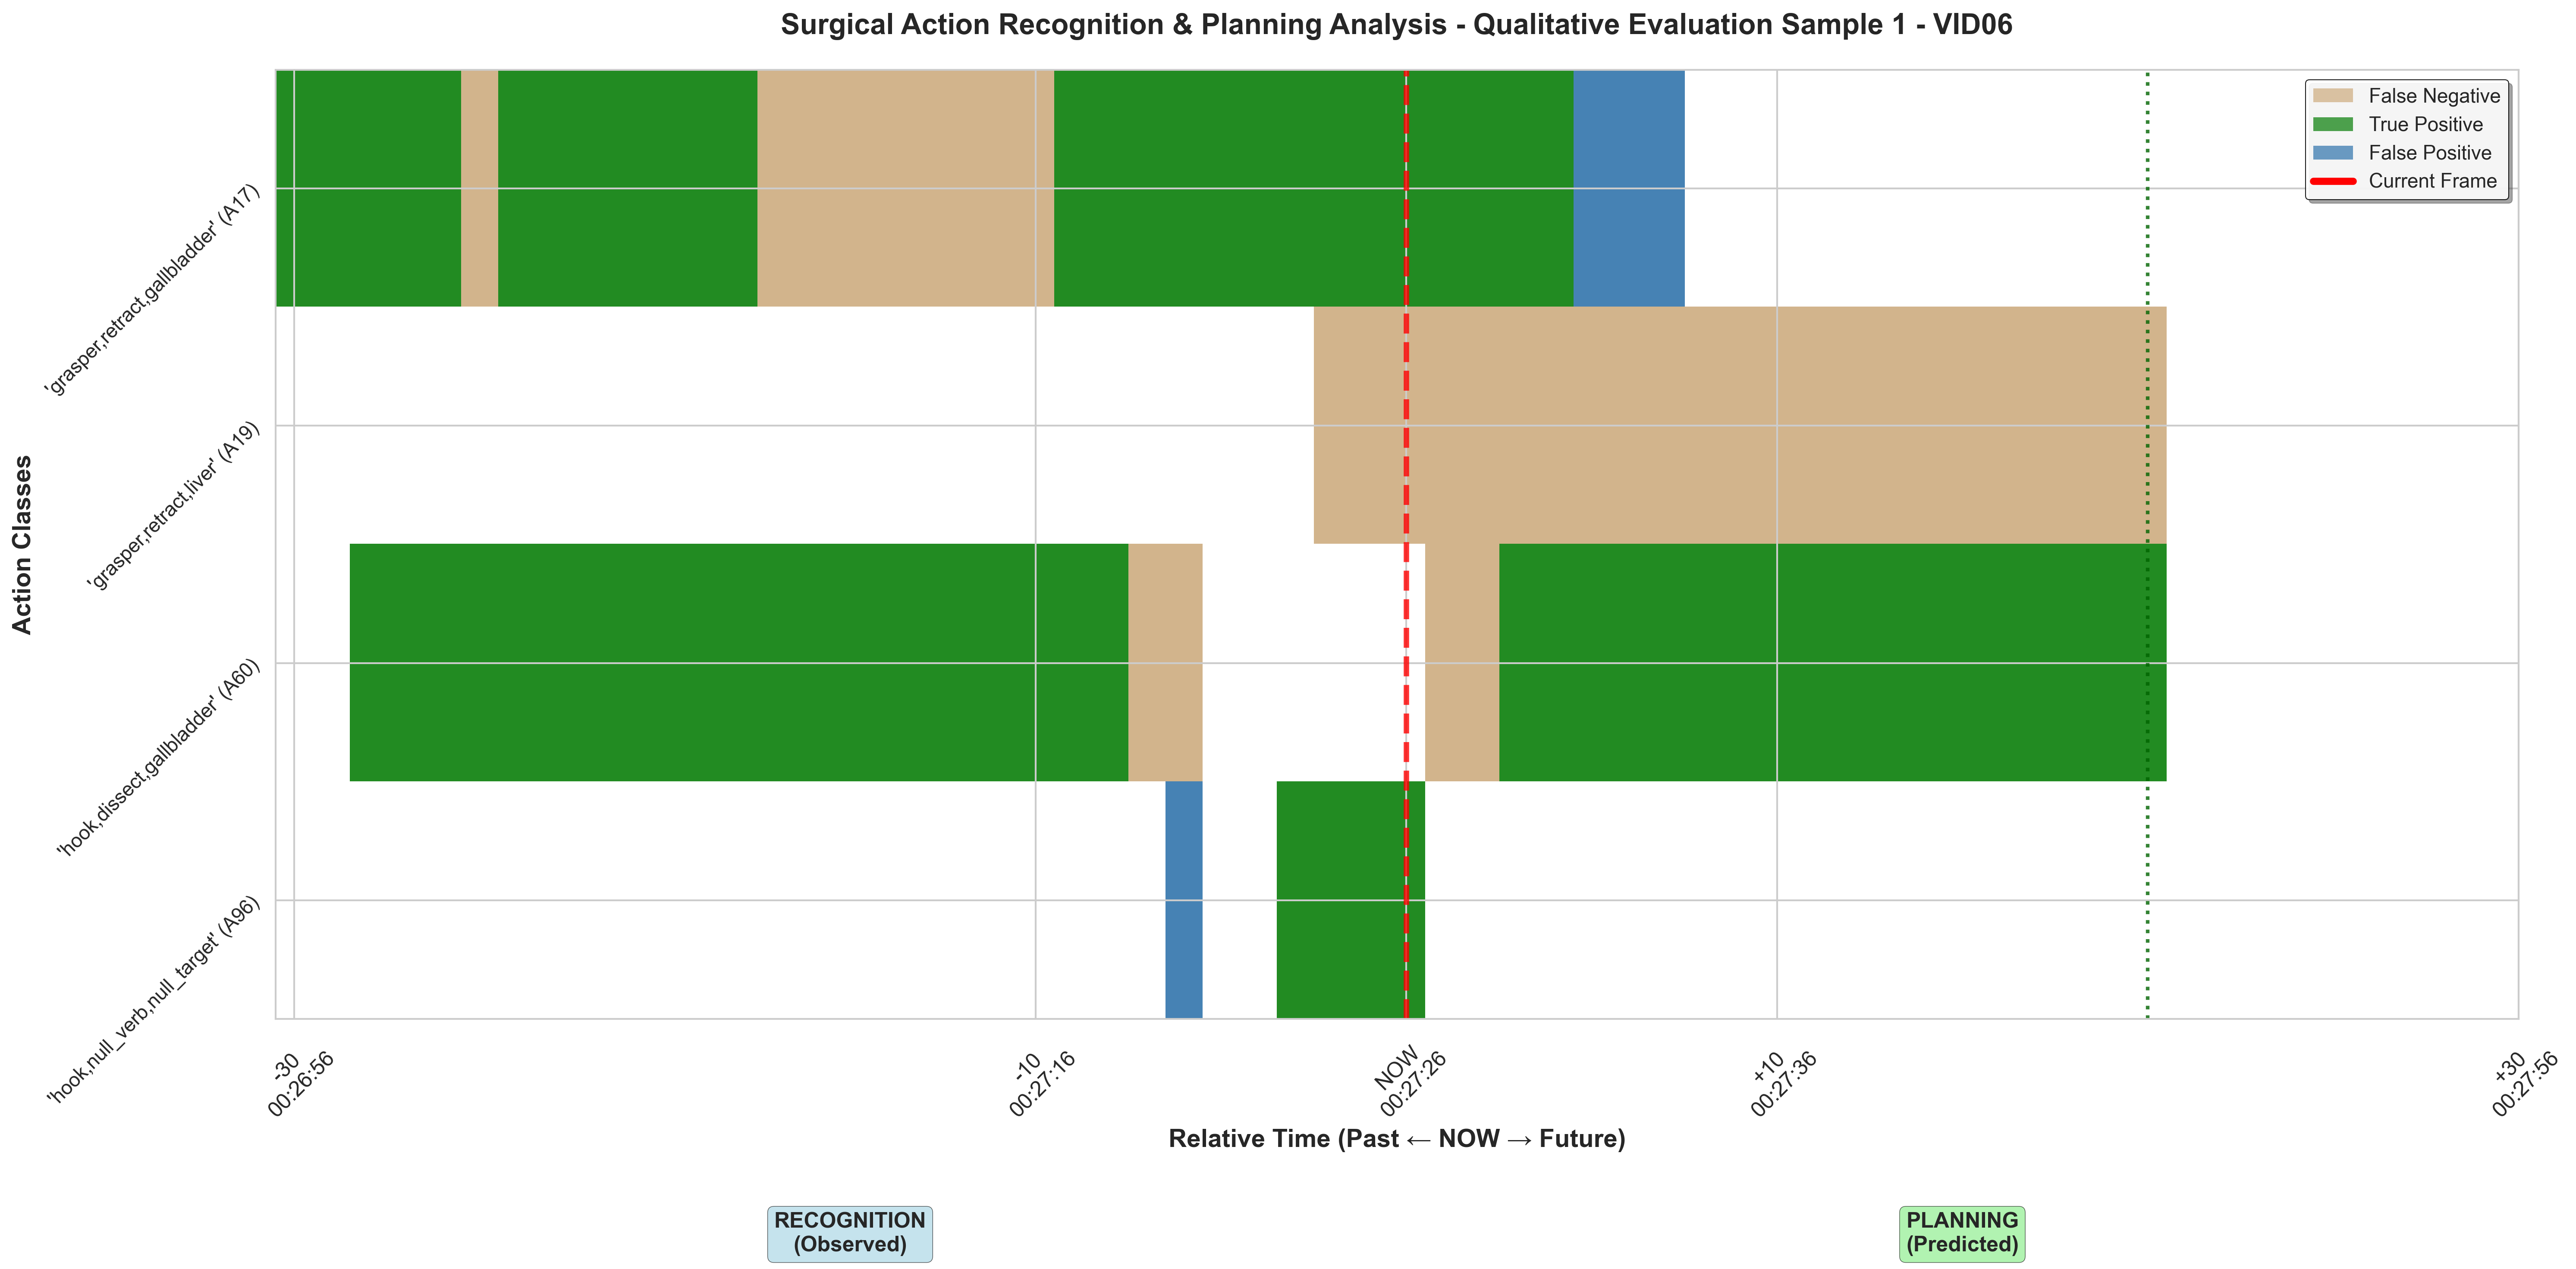 Surgical Action Recognition & Planning Analysis - Qualitative Evaluation Sample 1 - VID06
False Negative
True Positive
False Positive
Current Frame
Action Classes
'grasper,retract,gallbladder' (A17)
'grasper,retract,liver' (A19)
'hook,dissect,gallbladder' (A60)
'hook,null_verb,null_target' (A96)
-30
00:26:56
-10
00:27:16
NOW
00:27:26
+10
00:27:36
+30
00:27:56
Relative Time (Past ← NOW → Future)
RECOGNITION
(Observed)
PLANNING
(Predicted)